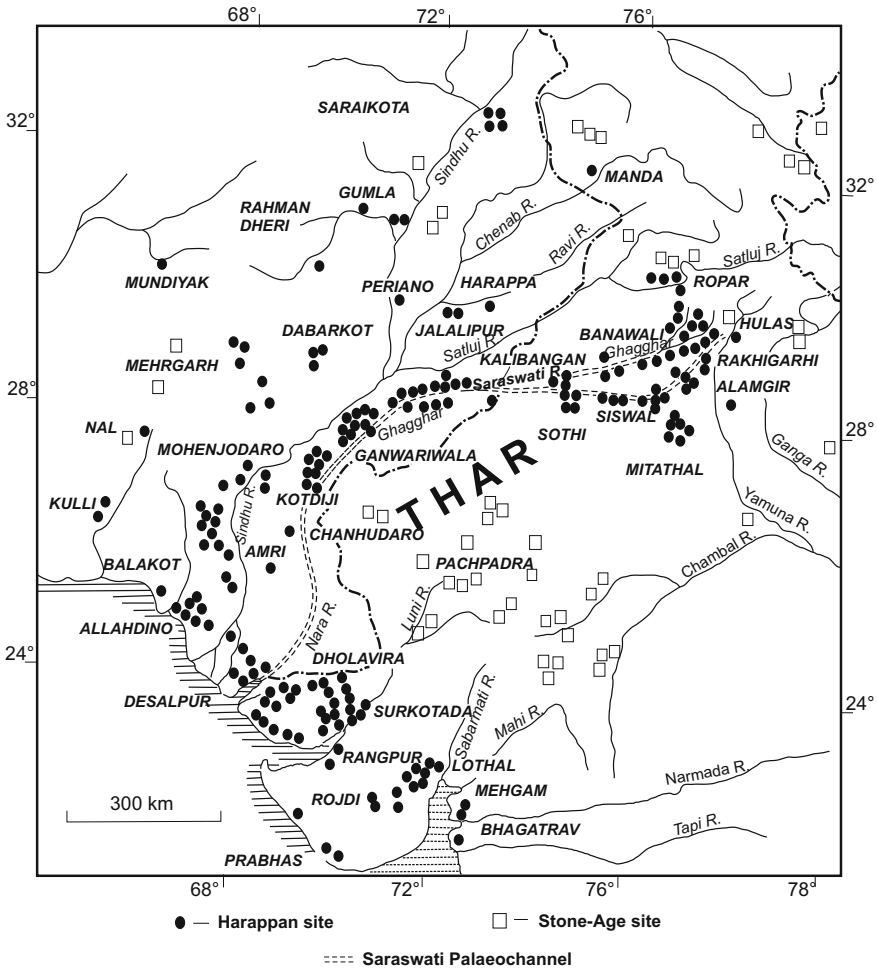 68° 72° 76°
32°
SARAIKOTA
Sindhu R.
MANDA
32°
GUMLA
RAHMAN
DHERI
Chenab R.
Ravi R.
Satluj R.
MUNDIYAK
PERIANO
HARAPPA
ROPAR
DABARKOT
JALALIPUR
BANAWALI
HULAS
MEHRGARH
Satluj R.
KALIBANGAN
Ghagghar
RAKHIGARHI
28°
Saraswati R.
ALAMGIR
NAL
Ghagghar
SOTHI
SISWAL
28°
MOHENJODARO
GANWARIWALA
THAR
MITATHAL
Ganga R.
KULLI
Sindhu R.
KOTDIJI
CHANHUDARO
Yamuna R.
BALAKOT
AMRI
PACHPADRA
Chambal R.
ALLAHDINO
Nara R.
Luni R.
24°
DHOLAVIRA
DESALPUR
SURKOTADA
Sabarmati R.
Mahi R.
24°
RANGPUR
LOTHAL
300 km
ROJDI
MEHGAM
Narmada R.
BHAGATRAV
Tapi R.
PRABHAS
68° 72° 76° 78°
Harappan site
Stone-Age site
Saraswati Palaeochannel